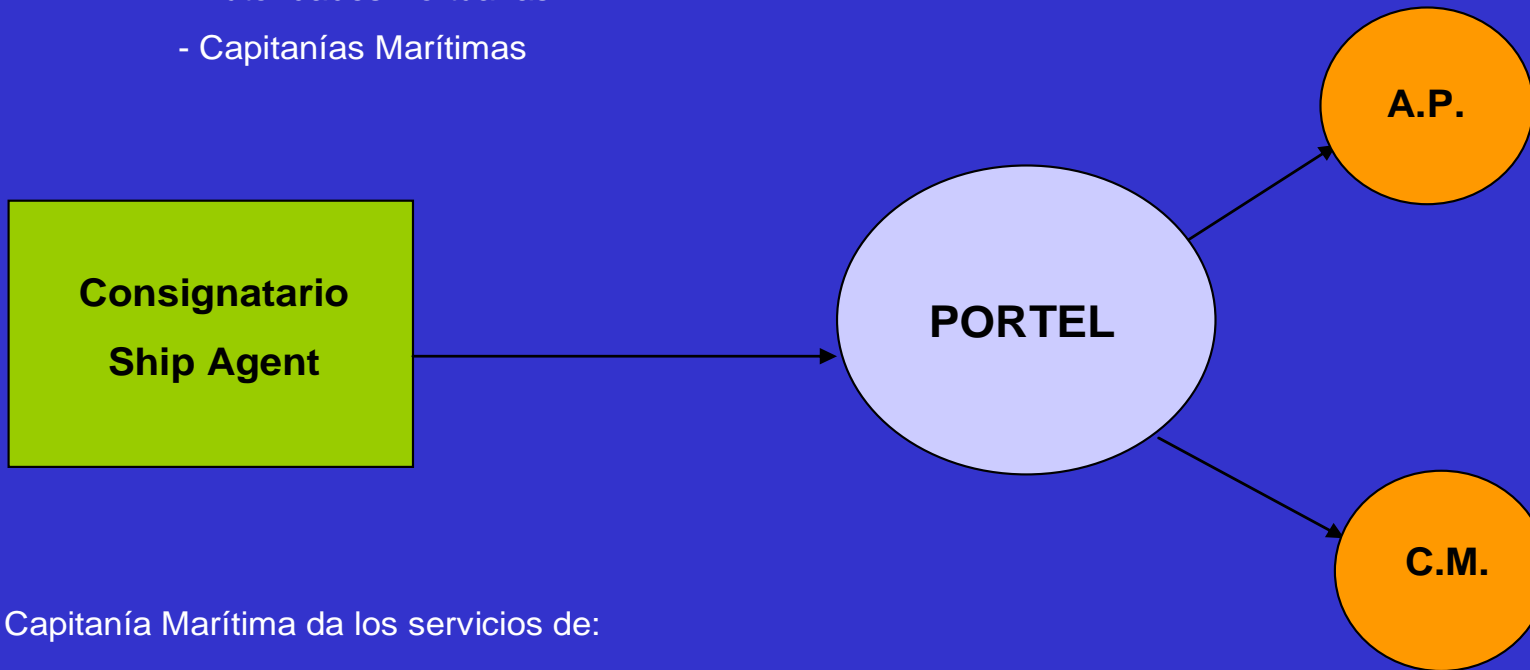 - Capitanías Marítimas
A.P.
Consignatario
Ship Agent
PORTEL
C.M.
Capitanía Marítima da los servicios de: